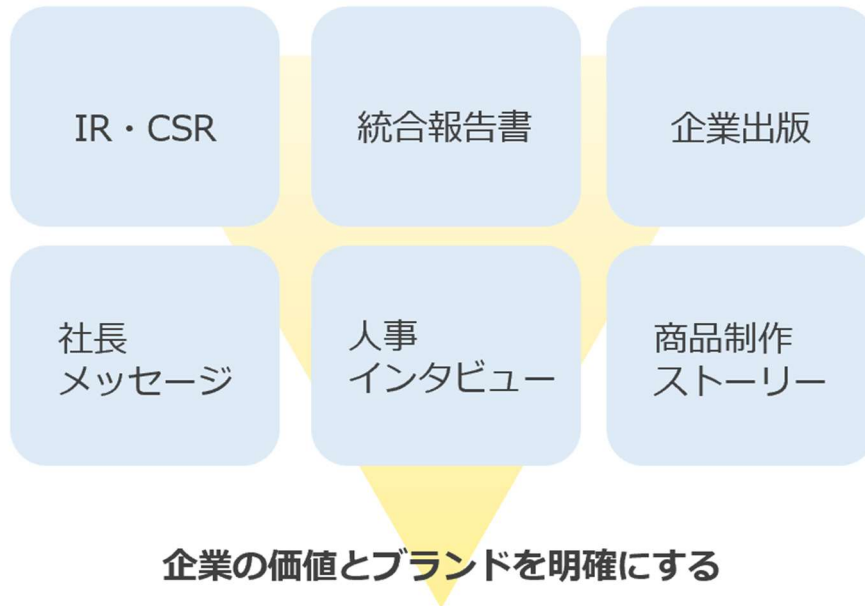 IR・CSR
統合報告書
企業出版
社長
メッセージ
人事
インタビュー
商品制作
ストーリー
企業の価値とブランドを明確にする